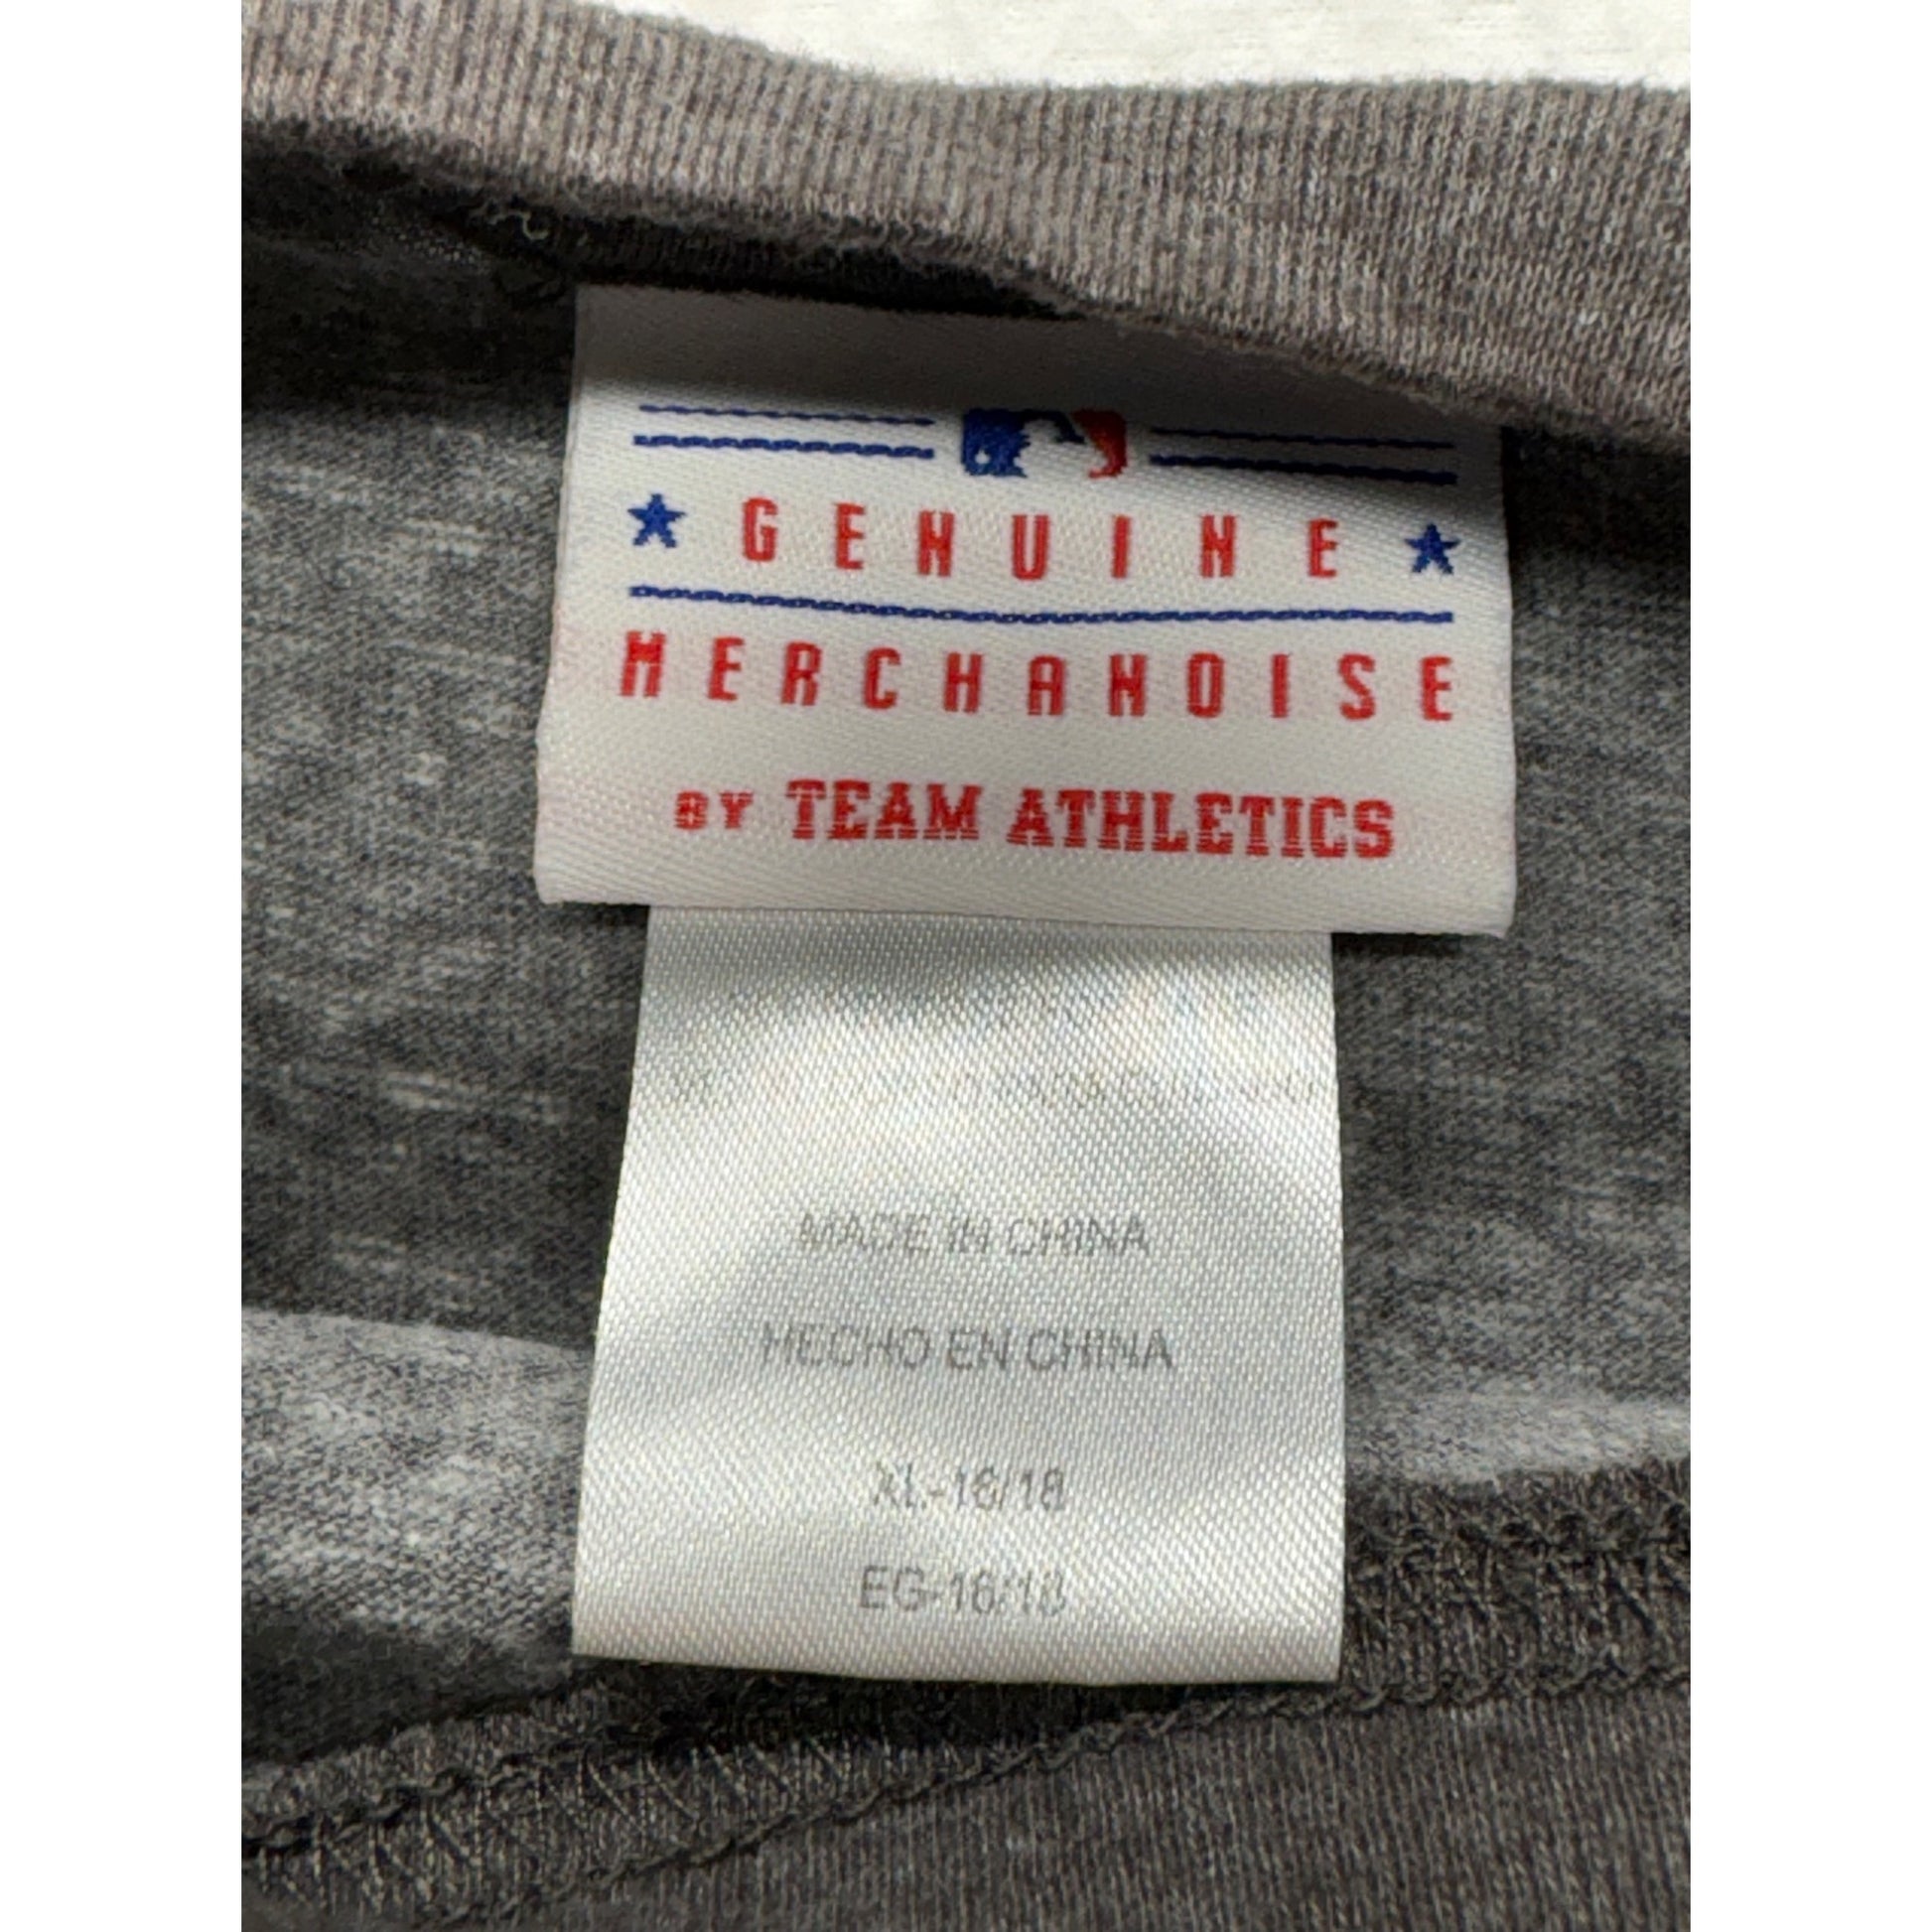 GENUINE
MERCHANDISE
BY TEAM ATHLETICS
MADE IN CHINA
HECHO EN CHINA
XL-16/18
EG-16/18